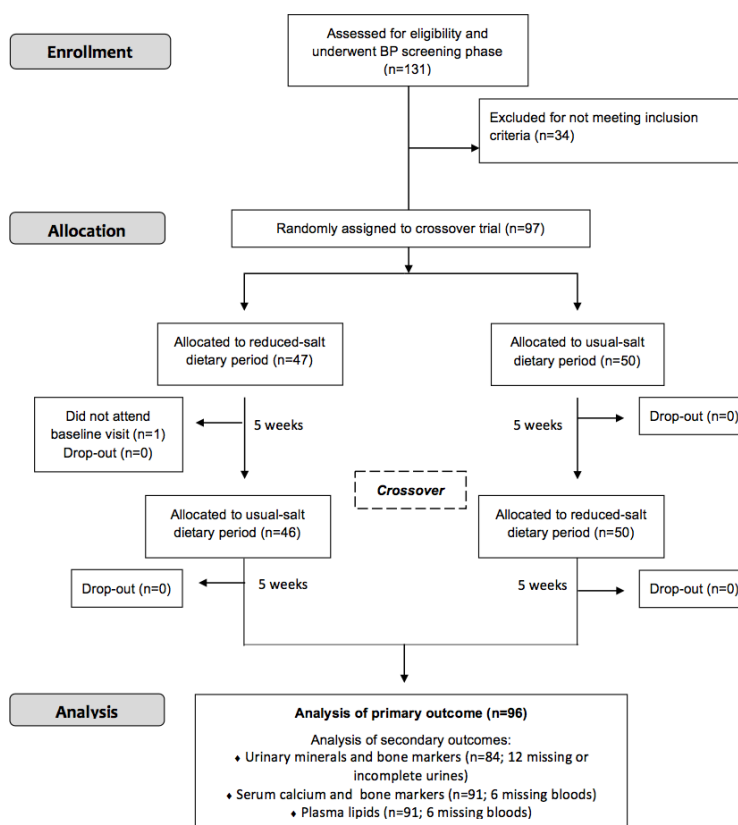 Assessed for eligibility and
underwent BP screening phase
(n=131)
Enrollment
Excluded for not meeting inclusion
criteria (n=34)
Allocation
Randomly assigned to crossover trial (n=97)
Allocated to reduced-salt
dietary period (n=47)
Allocated to usual-salt
dietary period (n=50)
Did not attend
baseline visit (n=1)
Drop-out (n=0)
5 weeks
5 weeks
Drop-out (n=0)
Crossover
Allocated to usual-salt
dietary period (n=46)
Allocated to reduced-salt
dietary period (n=50)
Drop-out (n=0)
5 weeks
5 weeks
Drop-out (n=0)
Analysis
Analysis of primary outcome (n=96)
Analysis of secondary outcomes:
♦ Urinary minerals and bone markers (n=84; 12 missing or
incomplete urines)
♦ Serum calcium and bone markers (n=91; 6 missing bloods)
♦ Plasma lipids (n=91; 6 missing bloods)